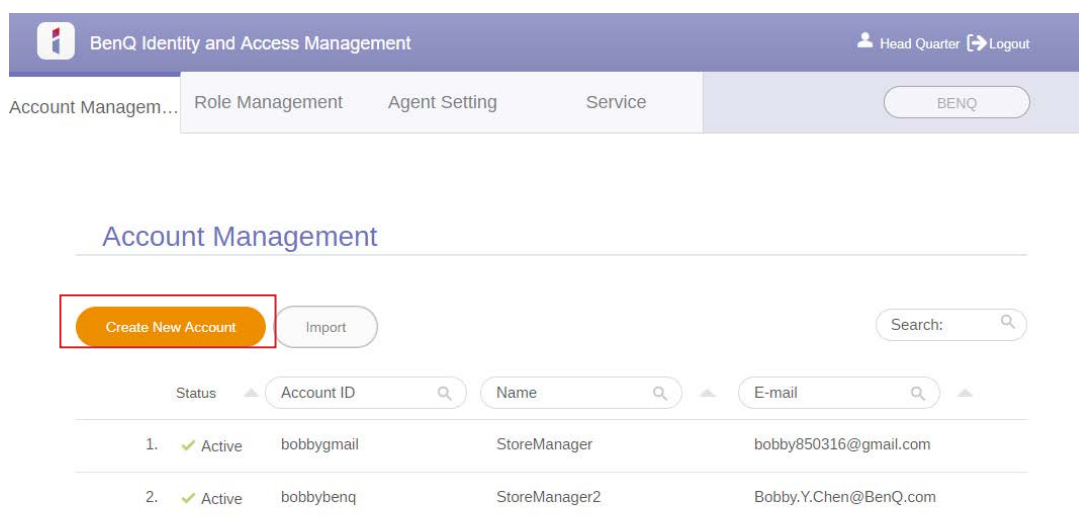 BenQ Identity and Access Management
Head Quarter Logout
Account Managem...
Role Management
Agent Setting
Service
BENQ
Account Management
Create New Account
Import
Search:
Status
Account ID
Name
E-mail
1. Active bobbygmail StoreManager bobby850316@gmail.com
2. Active bobbybenq StoreManager2 Bobby.Y.Chen@BenQ.com